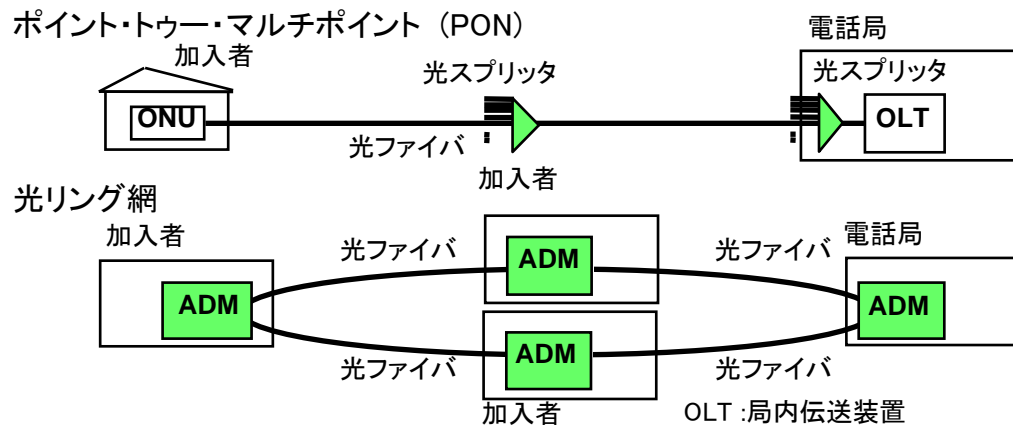 ポイント・トゥー・マルチポイント (PON)
加入者
光スプリッタ
電話局
光スプリッタ
ONU
OLT
光ファイバ
加入者
光リング網
加入者
光ファイバ
ADM
光ファイバ
電話局
ADM
ADM
光ファイバ
ADM
光ファイバ
加入者
OLT :局内伝送装置